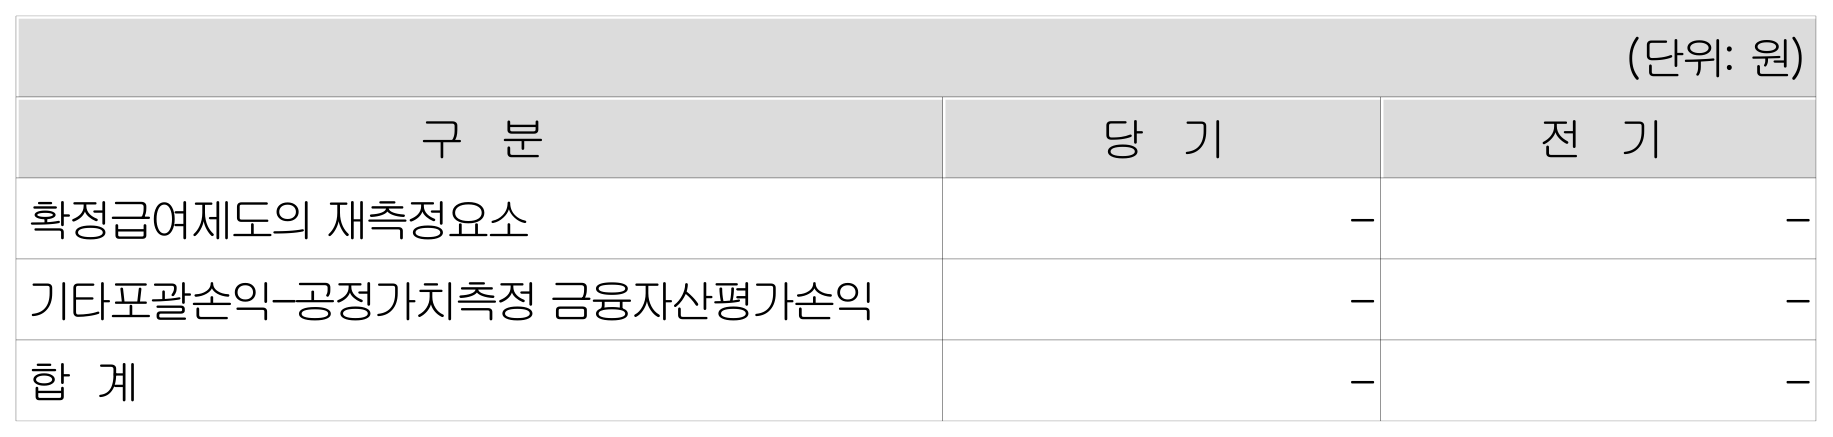 (단위: 원)
구 분 당 기 전 기
확정급여제도의 재측정요소 - -
기타포괄손익-공정가치측정 금융자산평가손익 - -
합 계 - -